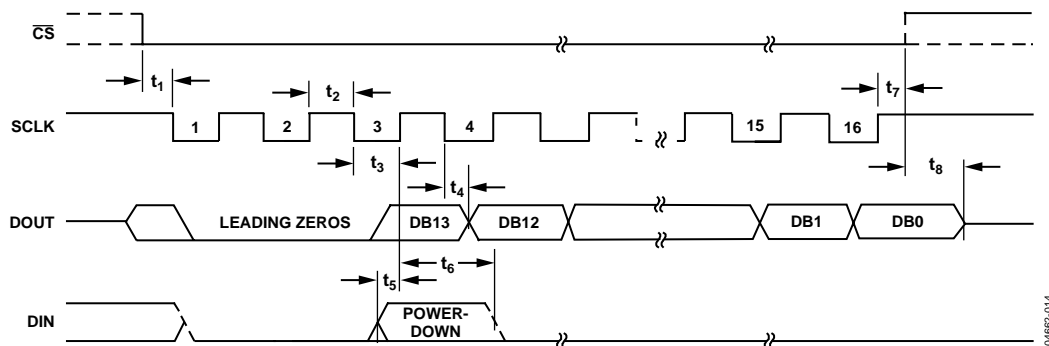 CS
t1
t2
t7
SCLK
1
2
3
4
15
16
t3
t4
t8
DOUT
LEADING ZEROS
DB13
DB12
DB1
DB0
t5
t6
DIN
POWER-
DOWN
04662-014